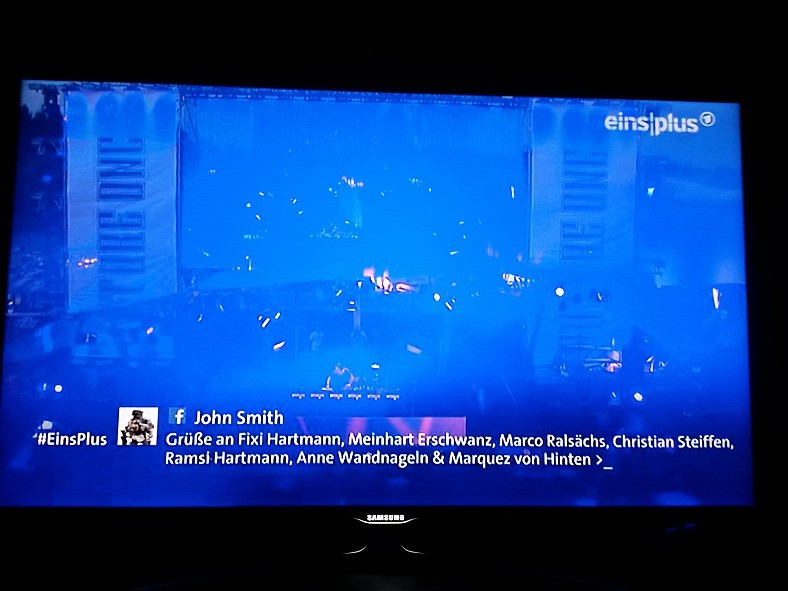 eins|plus
#EinsPlus
John Smith
Grüße an Fixi Hartmann, Meinhart Erschwanz, Marco Ralsächs, Christian Steiffen,
Ramsi Hartmann, Anne Wandnageln & Marquez von Hinten >_
SAMSUNG